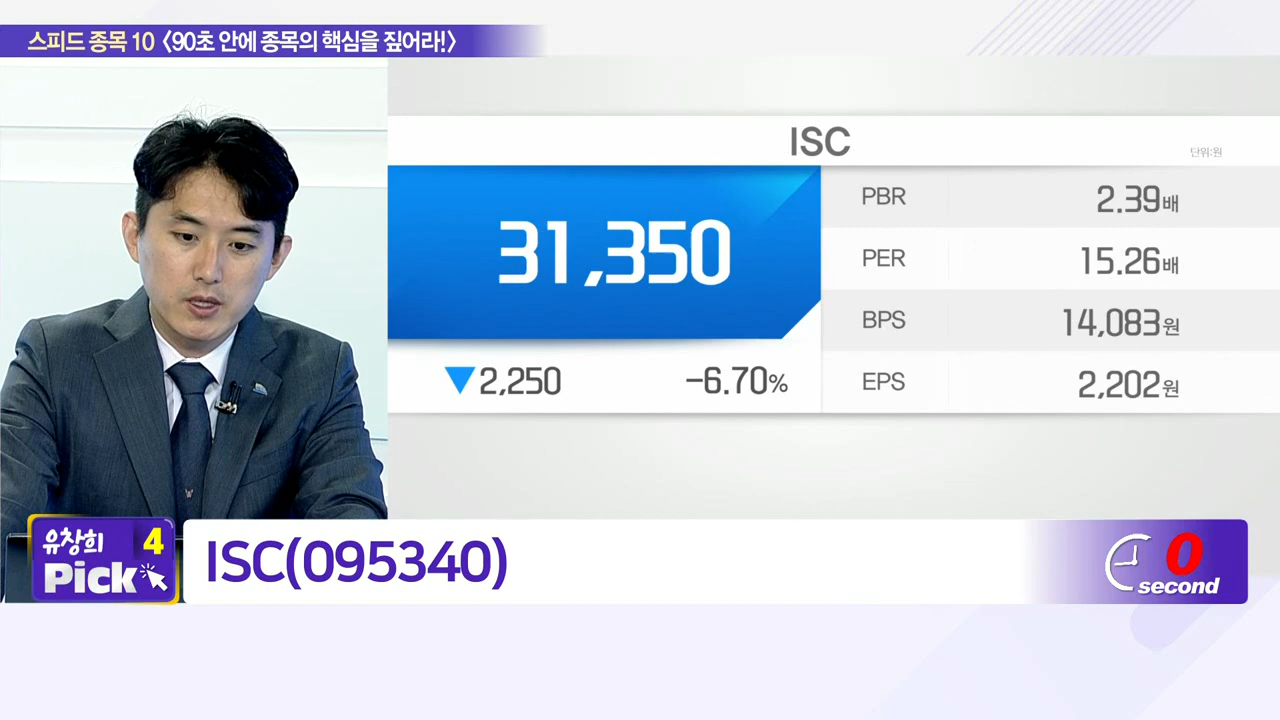 스피드 종목 10 <90초 안에 종목의 핵심을 짚어라!>
ISC
단위:원
31,350
▼2,250 -6.70%
PBR 2.39배
PER 15.26배
BPS 14,083원
EPS 2,202원
유창희 4
Pick
ISC(095340)
0
second